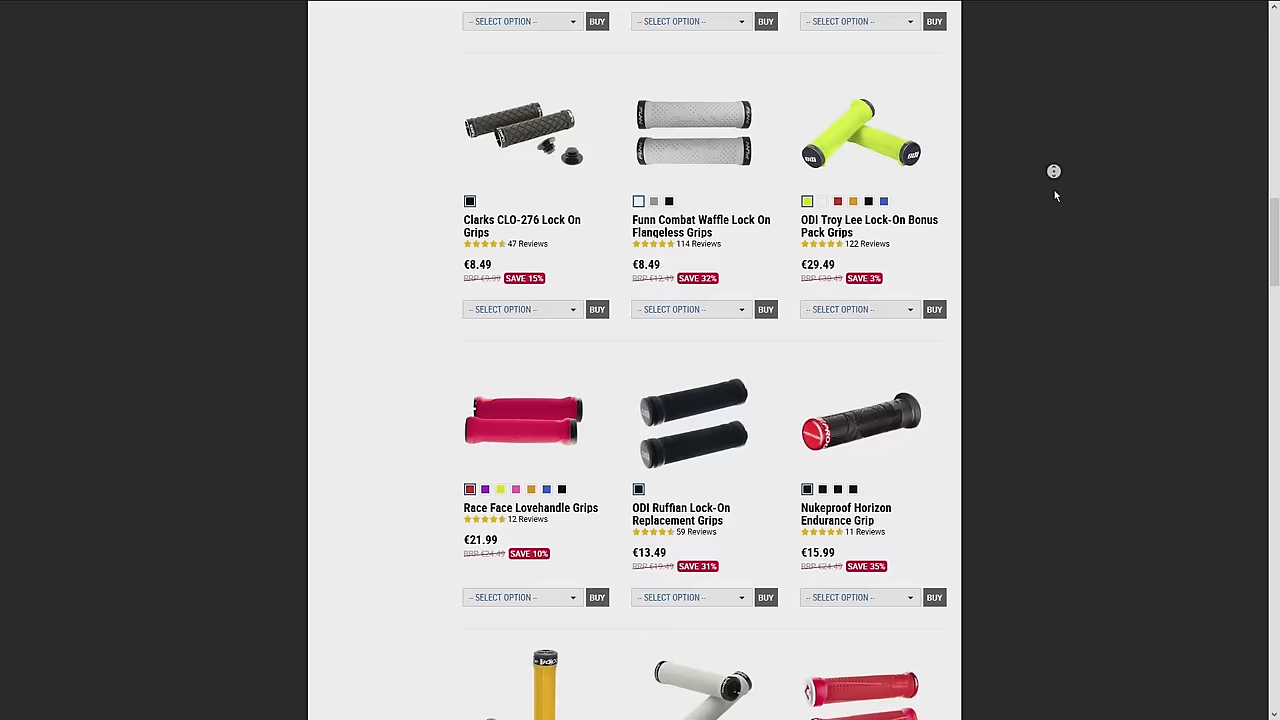 -- SELECT OPTION -- BUY -- SELECT OPTION -- BUY -- SELECT OPTION -- BUY
FUNN
FUNN
ODI
ODI
Clarks CLO-276 Lock On
Grips
47 Reviews
€8.49
RRP €9.99 SAVE 15%
Funn Combat Waffle Lock On
Flangeless Grips
114 Reviews
€8.49
RRP €12.49 SAVE 32%
ODI Troy Lee Lock-On Bonus
Pack Grips
122 Reviews
€29.49
RRP €30.49 SAVE 3%
-- SELECT OPTION -- BUY -- SELECT OPTION -- BUY -- SELECT OPTION -- BUY
Race Face Lovehandle Grips
12 Reviews
€21.99
RRP €24.49 SAVE 10%
ODI Ruffian Lock-On
Replacement Grips
59 Reviews
€13.49
RRP €19.49 SAVE 31%
Nukeproof Horizon
Endurance Grip
11 Reviews
€15.99
RRP €24.49 SAVE 35%
-- SELECT OPTION -- BUY -- SELECT OPTION -- BUY -- SELECT OPTION -- BUY